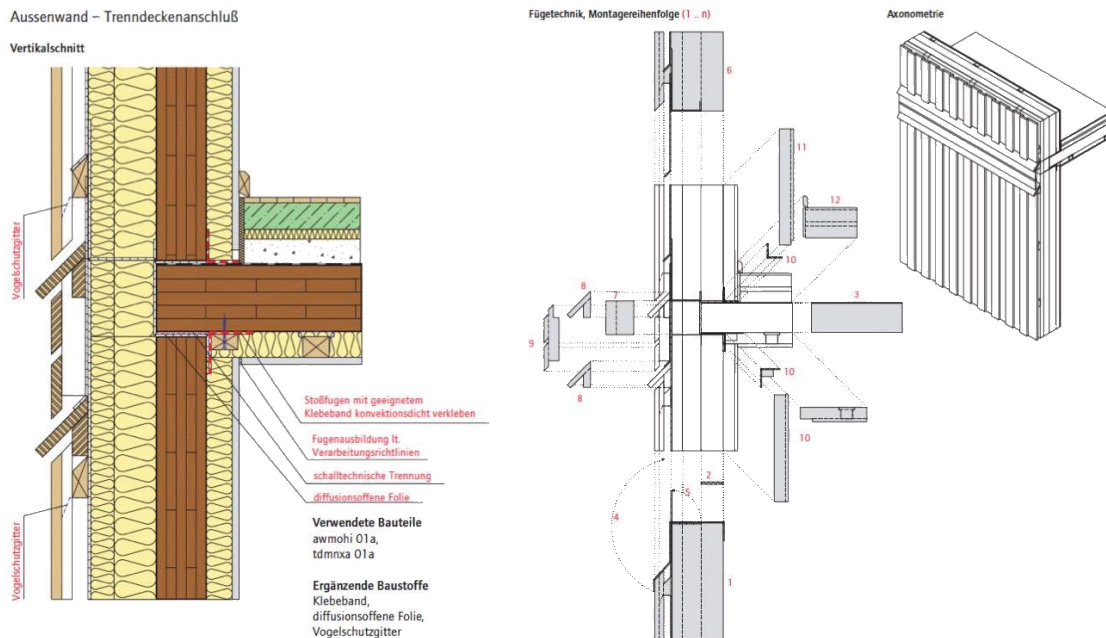 Aussenwand – Trenndeckenanschluß
Vertikalschnitt
Vogelschutzgitter
Vogelschutzgitter
Stoßfugen mit geeignetem
Klebeband konvektionsdicht verkleben
Fugenausbildung lt.
Verarbeitungsrichtlinien
schalltechnische Trennung
diffusionsoffene Folie
Verwendete Bauteile
awmohi 01a,
tdmnxa 01a
Ergänzende Baustoffe
Klebeband,
diffusionsoffene Folie,
Vogelschutzgitter
Fügetechnik, Montagereihenfolge (1 .. n)
6
11
12
10
8
7
3
9
8
10
10
2
5
4
1
Axonometrie